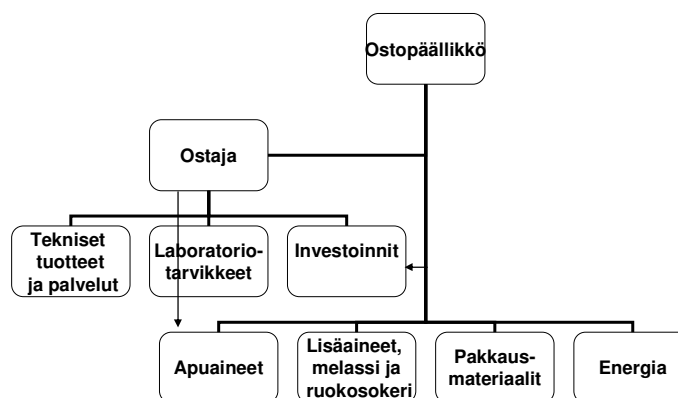 Ostopäällikkö
Ostaja
Tekniset
tuotteet
ja palvelut
Laboratorio-
tarvikkeet
Investoinnit
Apuaineet
Lisäaineet,
melassi ja
ruokosokeri
Pakkaus-
materiaalit
Energia